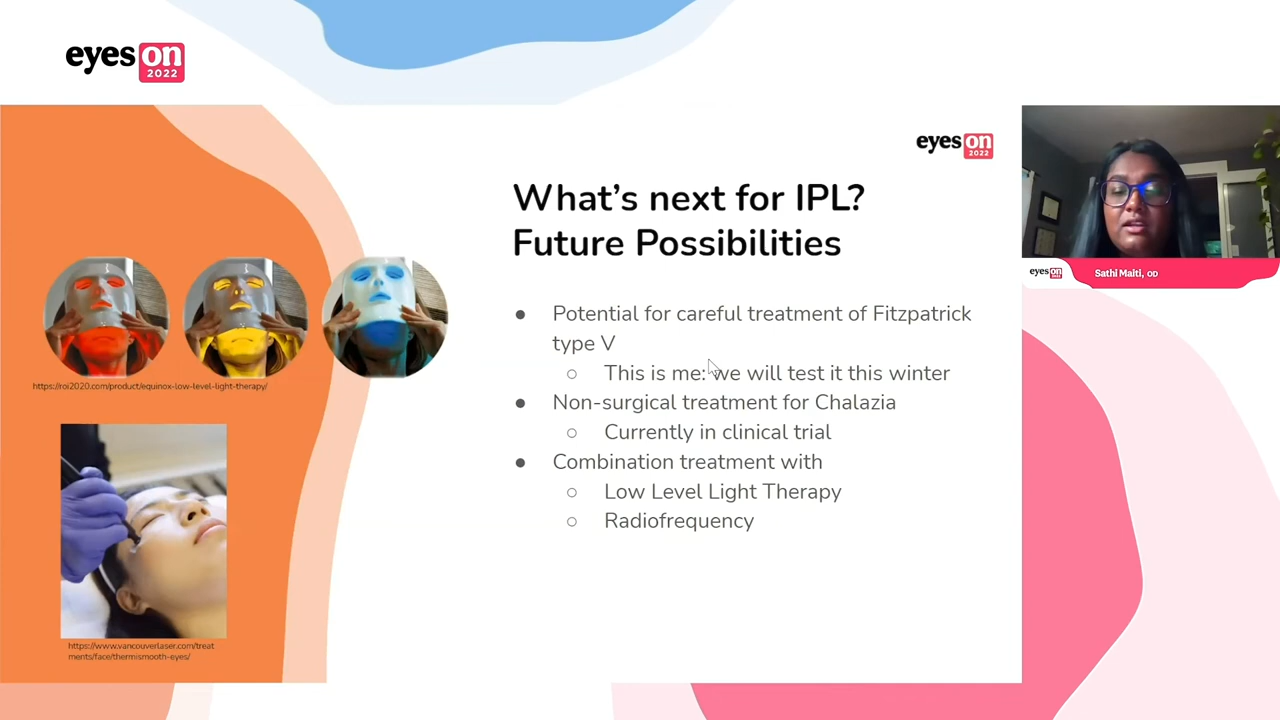 eyes on
2022
eyes on
2022
What's next for IPL?
Future Possibilities
● Potential for careful treatment of Fitzpatrick
type V
○ This is me: we will test it this winter
● Non-surgical treatment for Chalazia
○ Currently in clinical trial
● Combination treatment with
○ Low Level Light Therapy
○ Radiofrequency
https://roi2020.com/product/equinox-low-level-light-therapy/
https://www.vancouverlaser.com/treat
ments/face/thermismooth-eyes/
eyes on
Sathi Maiti, OD